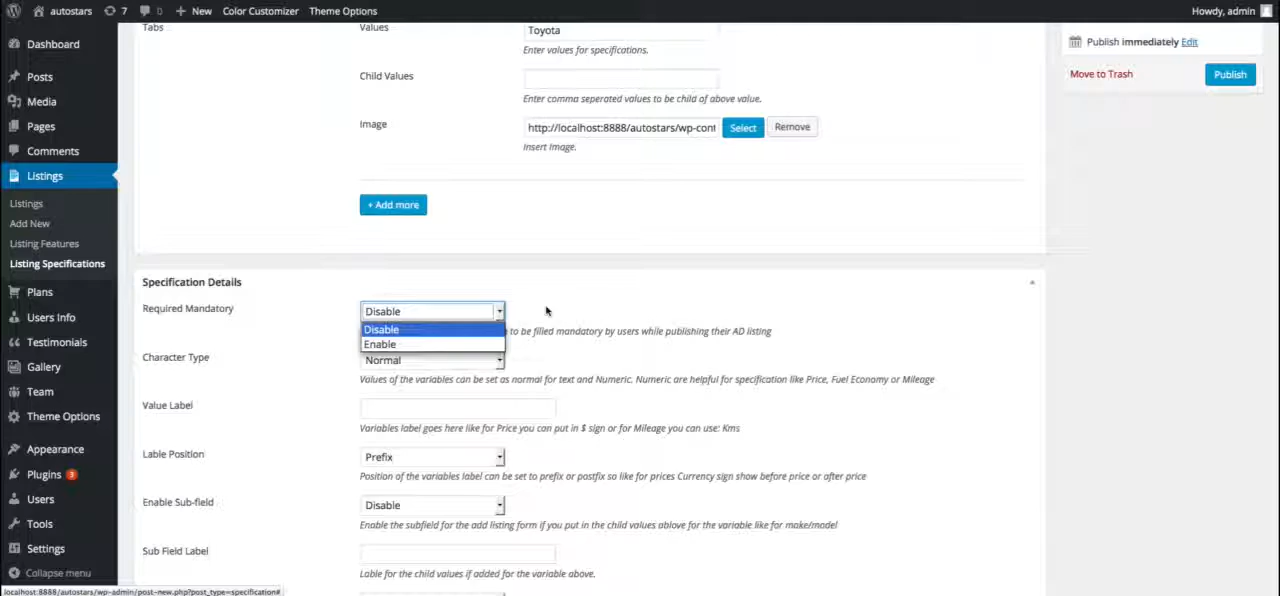 autostars
7
0
New
Color Customizer
Theme Options
Howdy, admin
Dashboard
Posts
Media
Pages
Comments
Listings
Listings
Add New
Listing Features
Listing Specifications
Plans
Users Info
Testimonials
Gallery
Team
Theme Options
Appearance
Plugins 3
Users
Tools
Settings
Collapse menu
localhost:8888/autostars/wp-admin/post-new.php?post_type=specification#
Tabs
Values
Toyota
Enter values for specifications.
Child Values
Enter comma seperated values to be child of above value.
Image
http://localhost:8888/autostars/wp-cont
Select
Remove
Insert Image.
+ Add more
Publish immediately Edit
Move to Trash
Publish
Specification Details
Required Mandatory
Disable
Disable
Enable
to be filled mandatory by users while publishing their AD listing
Character Type
Normal
Values of the variables can be set as normal for text and Numeric. Numeric are helpful for specification like Price, Fuel Economy or Mileage
Value Label
Variables label goes here like for Price you can put in $ sign or for Mileage you can use: Kms
Lable Position
Prefix
Position of the variables label can be set to prefix or postfix so like for prices Currency sign show before price or after price
Enable Sub-field
Disable
Enable the subfield for the add listing form if you put in the child values ablove for the variable like for make/model
Sub Field Label
Lable for the child values if added for the variable above.